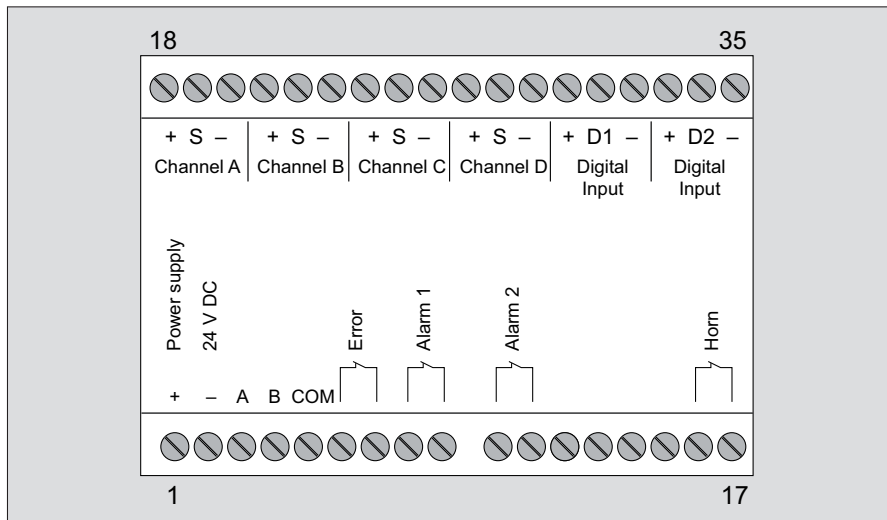 18 35
+ S – + S – + S – + S – + D1 – + D2 –
Channel A Channel B Channel C Channel D Digital Input Digital Input
Power supply
24 V DC
Error
Alarm 1
Alarm 2
Horn
+ – A B COM
1 17